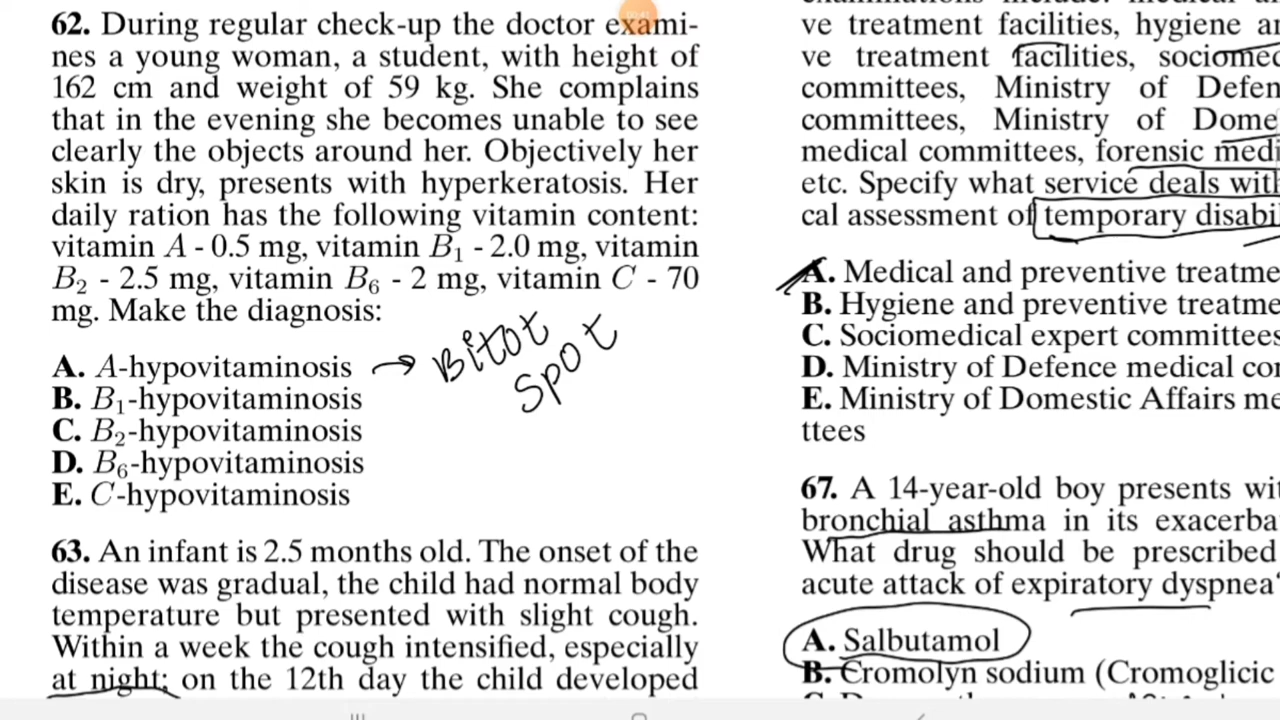 00:41
62. During regular check-up the doctor exami-
nes a young woman, a student, with height of
162 cm and weight of 59 kg. She complains
that in the evening she becomes unable to see
clearly the objects around her. Objectively her
skin is dry, presents with hyperkeratosis. Her
daily ration has the following vitamin content:
vitamin A - 0.5 mg, vitamin B₁ - 2.0 mg, vitamin
B₂ - 2.5 mg, vitamin B₆ - 2 mg, vitamin C - 70
mg. Make the diagnosis:
A. A-hypovitaminosis → Bitot
Spot
B. B₁-hypovitaminosis
C. B₂-hypovitaminosis
D. B₆-hypovitaminosis
E. C-hypovitaminosis
63. An infant is 2.5 months old. The onset of the
disease was gradual, the child had normal body
temperature but presented with slight cough.
Within a week the cough intensified, especially
at night; on the 12th day the child developed
ve treatment facilities, hygiene an
ve treatment facilities, sociomed
committees, Ministry of Defen
committees, Ministry of Dome
medical committees, forensic medi
etc. Specify what service deals with
cal assessment of temporary disabi
A. Medical and preventive treatme
B. Hygiene and preventive treatme
C. Sociomedical expert committees
D. Ministry of Defence medical co
E. Ministry of Domestic Affairs me
ttees
67. A 14-year-old boy presents wit
bronchial asthma in its exacerba
What drug should be prescribed
acute attack of expiratory dyspnea
A. Salbutamol
B. Cromolyn sodium (Cromoglicic